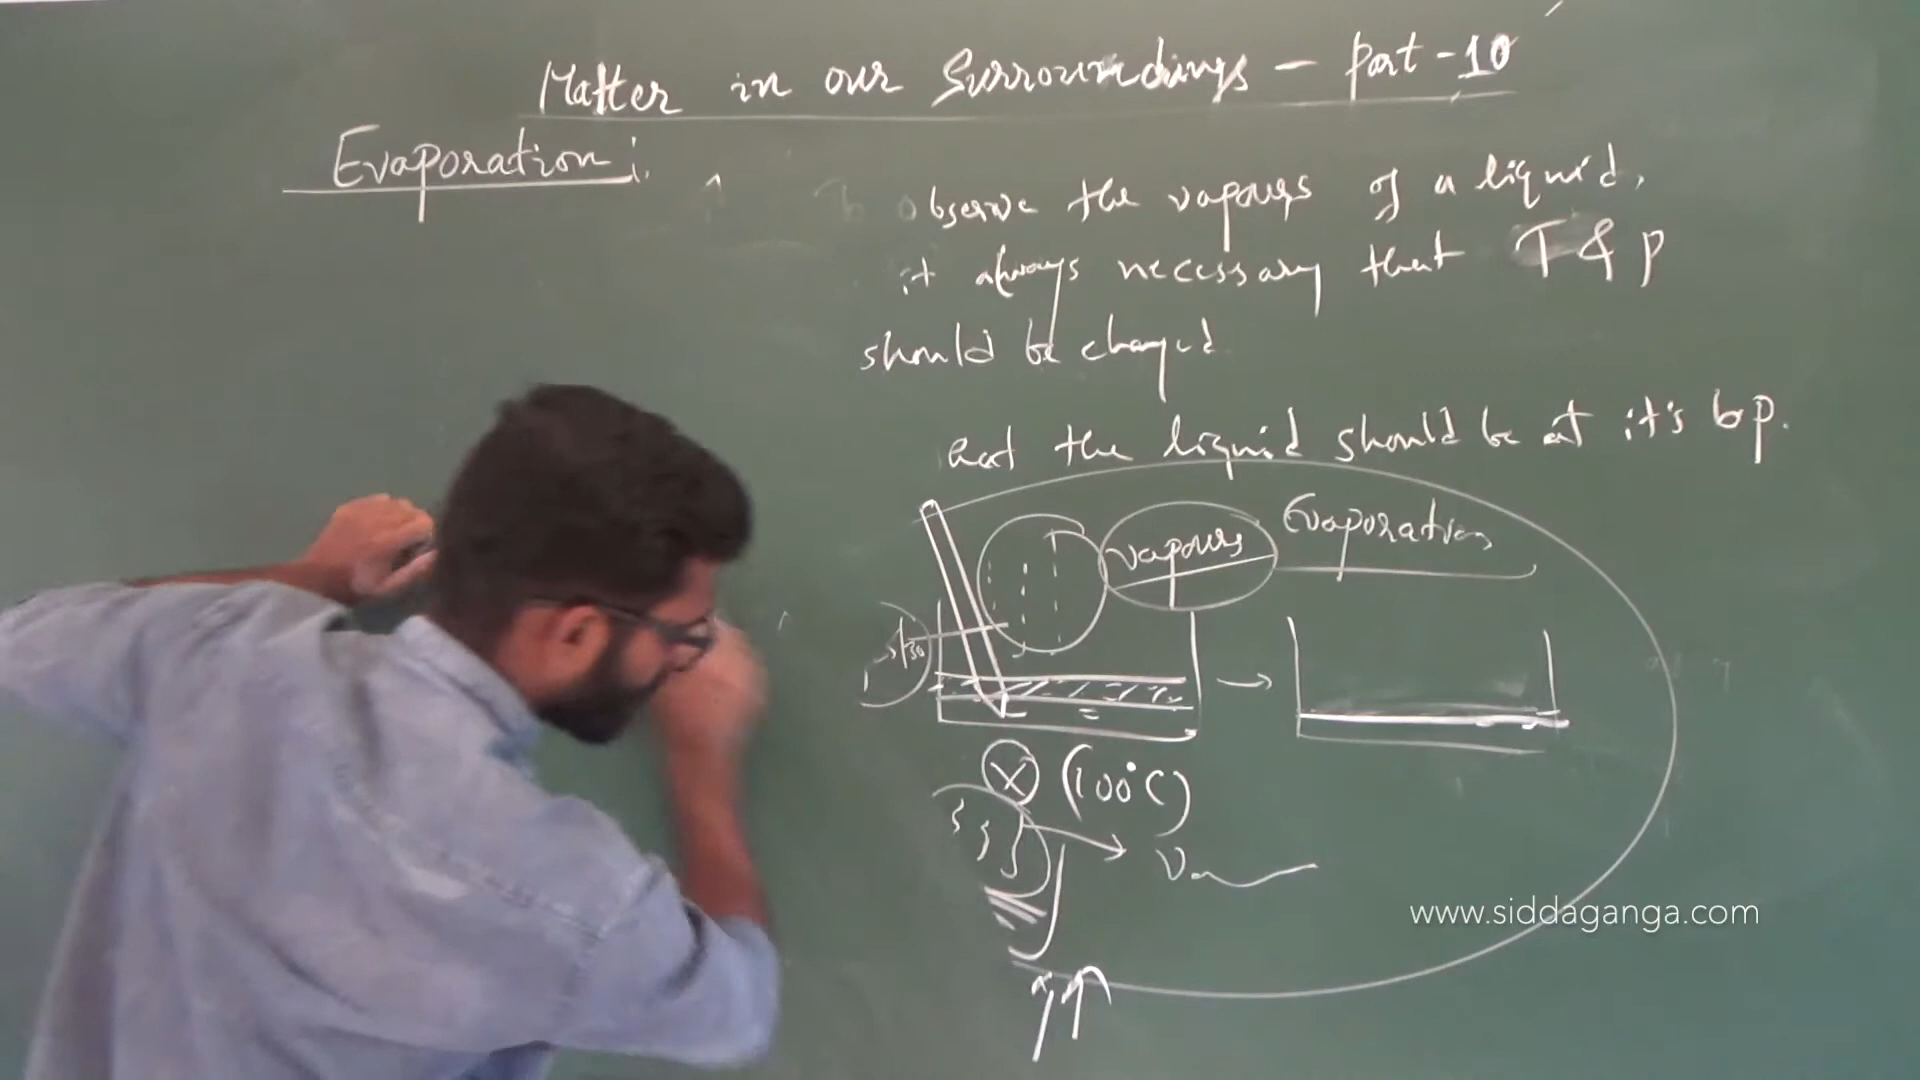 Matter in our Surroundings – Part - 10
Evaporation :
observe the vapours of a liquid,
it always necessary that T & P
should be changed
the liquid should be at it's bp.
vapours Evaporation
(100°C)
www.siddaganga.com